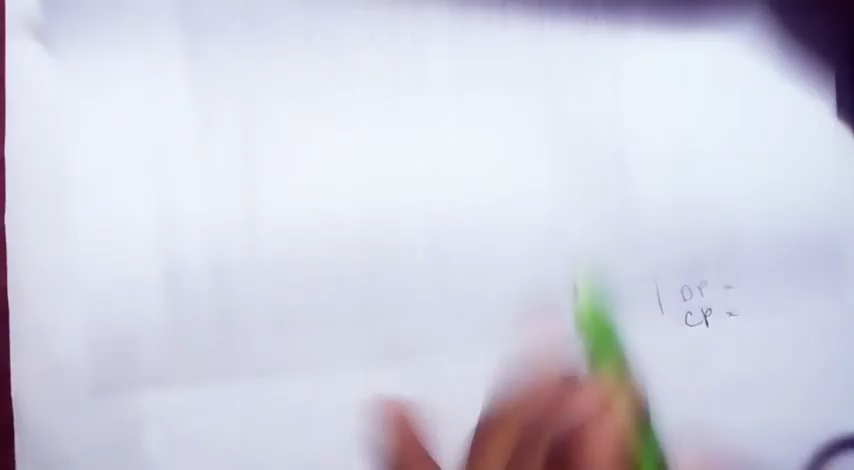 DP =
CP =